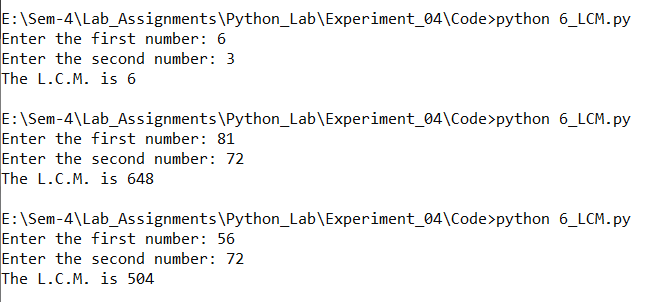 E:\Sem-4\Lab_Assignments\Python_Lab\Experiment_04\Code>python 6_LCM.py
Enter the first number: 6
Enter the second number: 3
The L.C.M. is 6
E:\Sem-4\Lab_Assignments\Python_Lab\Experiment_04\Code>python 6_LCM.py
Enter the first number: 81
Enter the second number: 72
The L.C.M. is 648
E:\Sem-4\Lab_Assignments\Python_Lab\Experiment_04\Code>python 6_LCM.py
Enter the first number: 56
Enter the second number: 72
The L.C.M. is 504